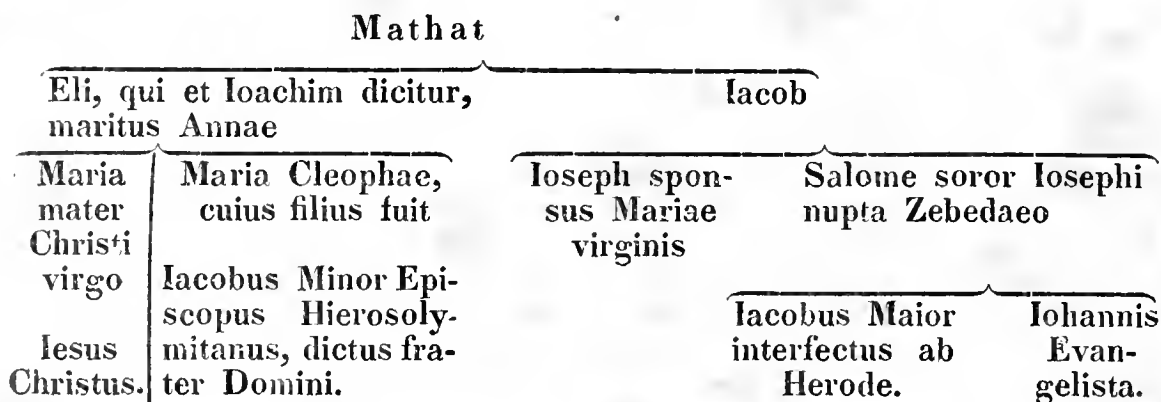 Mathat
Eli, qui et Ioachim dicitur,
maritus Annae
Iacob
Maria
mater
Christi
virgo
Iesus
Christus.
Maria Cleophae,
cuius filius fuit
Iacobus Minor Epi-
scopus Hierosoly-
mitanus, dictus fra-
ter Domini.
Ioseph spon-
sus Mariae
virginis
Salome soror Iosephi
nupta Zebedaeo
Iacobus Maior
interfectus ab
Herode.
Iohannis
Evan-
gelista.